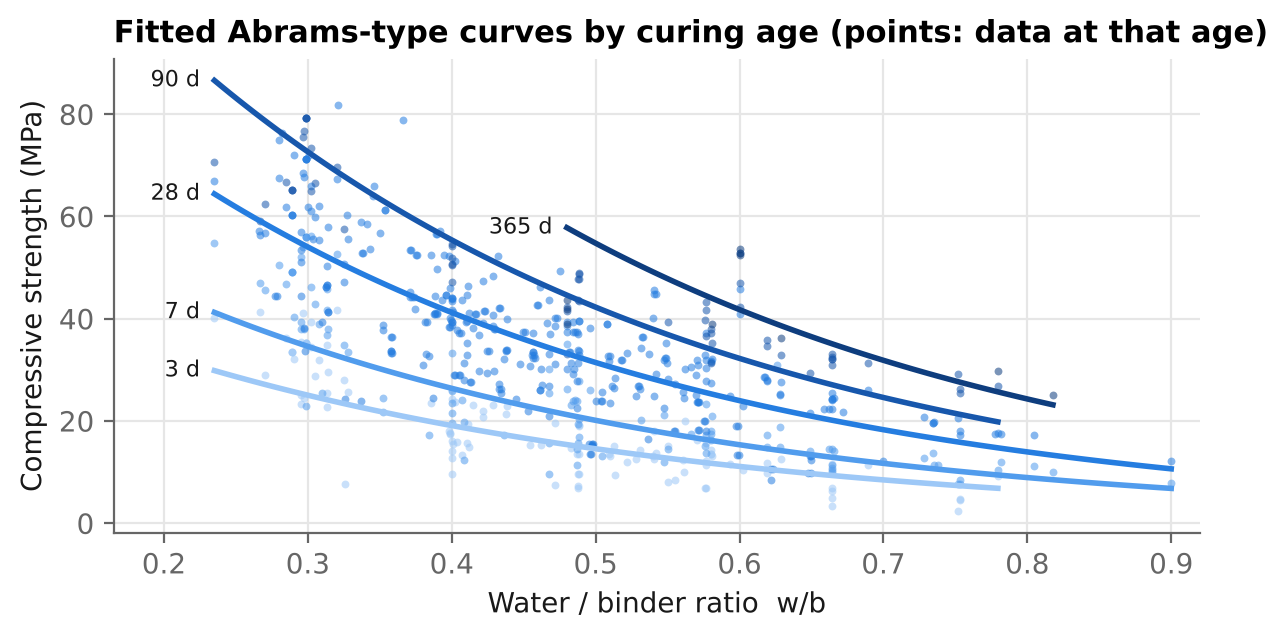 Fitted Abrams-type curves by curing age (points: data at that age)
Compressive strength (MPa)
80
60
40
20
0
90 d
28 d
7 d
3 d
365 d
0.2 0.3 0.4 0.5 0.6 0.7 0.8 0.9
Water / binder ratio  w/b